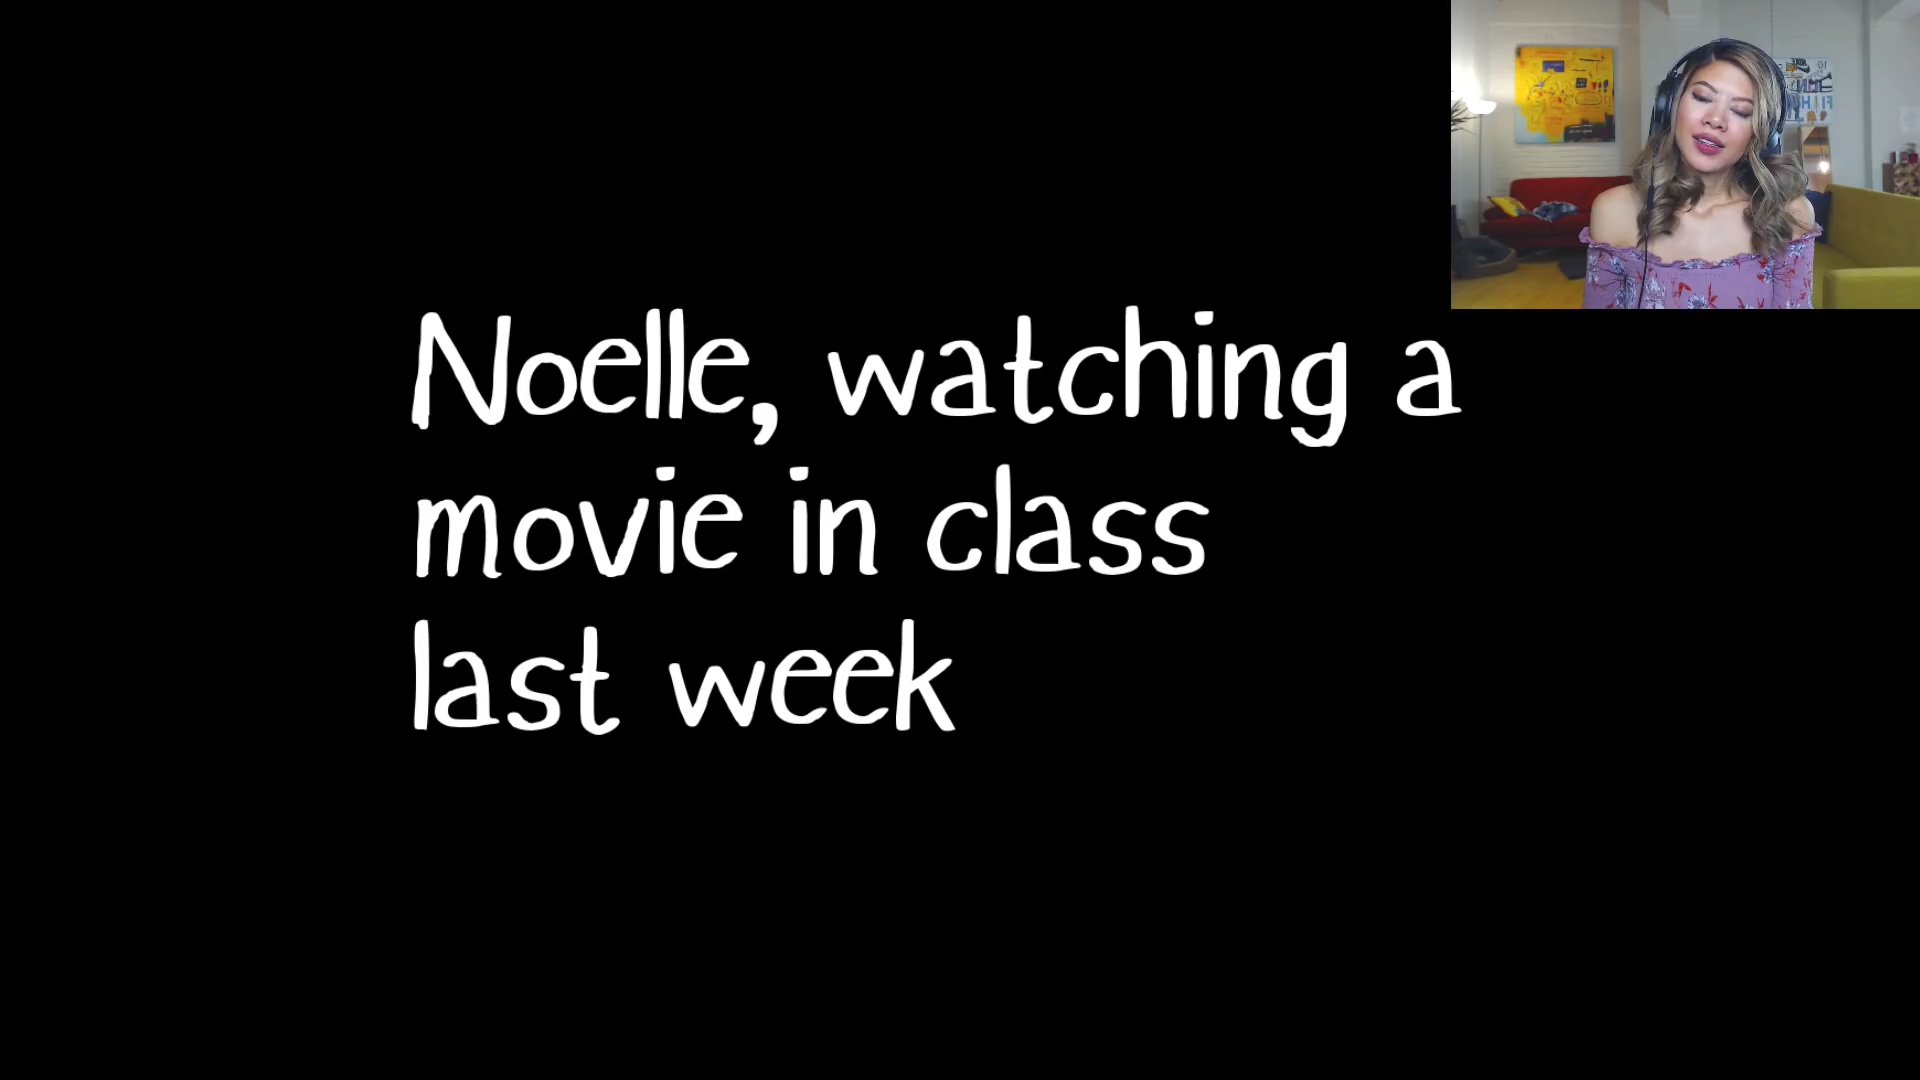 Noelle, watching a
movie in class
last week